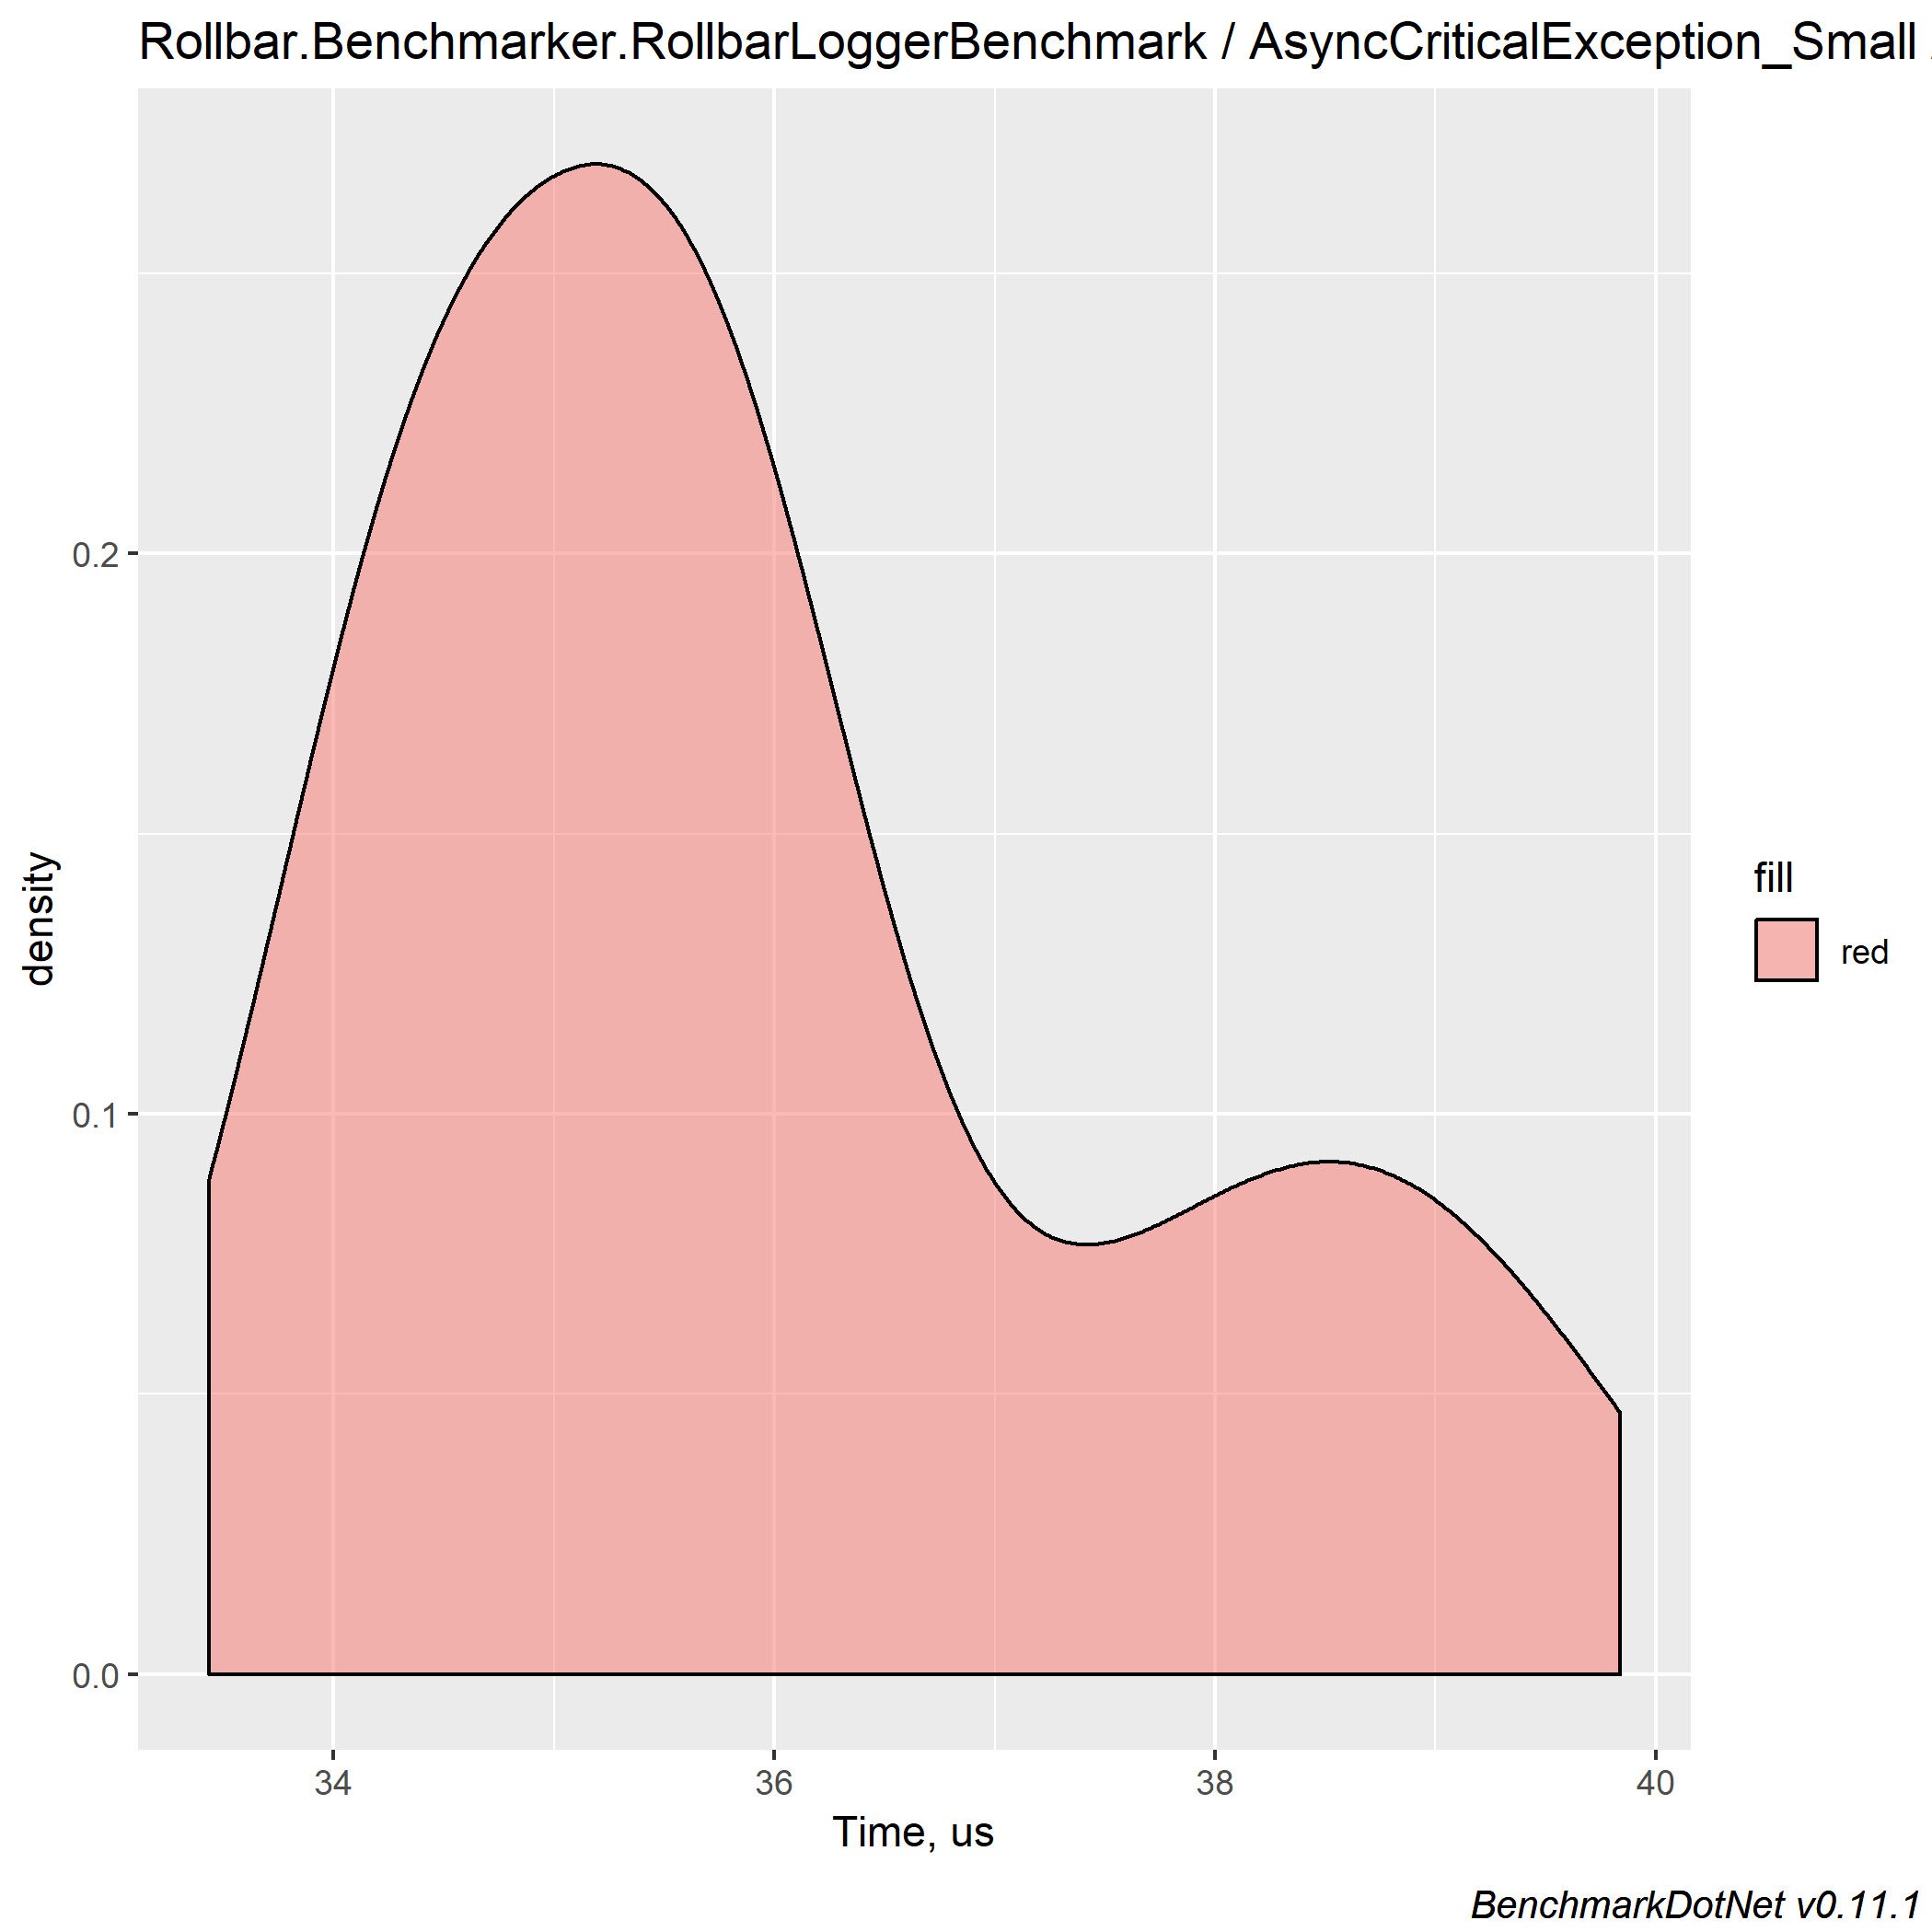 Rollbar.Benchmarker.RollbarLoggerBenchmark / AsyncCriticalException_Small
0.2
0.1
0.0
density
34
36
38
40
Time, us
fill
red
BenchmarkDotNet v0.11.1